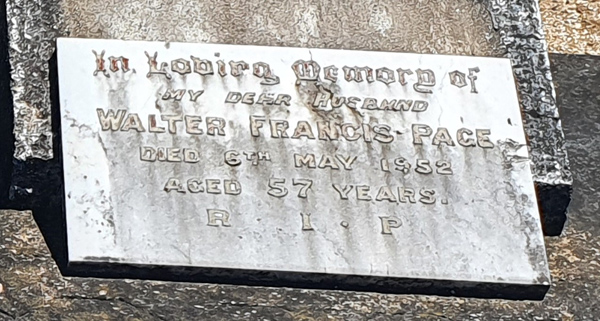 In Loving Memory of
MY DEAR HUSBAND
WALTER FRANCIS PAGE
DIED 6TH MAY 1952
AGED 57 YEARS.
R . I . P